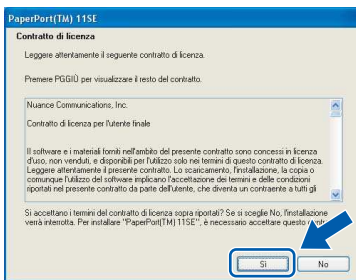 PaperPort(TM) 11SE
Contratto di licenza
Leggere attentamente il seguente contratto di licenza.
Premere PGGIÙ per visualizzare il resto del contratto.
Nuance Communications, Inc.
Contratto di licenza per l'utente finale
Il software e i materiali forniti nell'ambito del presente contratto sono concessi in licenza
d'uso, non venduti, e disponibili per l'utilizzo solo nei termini di questo contratto di licenza.
Leggere attentamente il presente contratto. Lo scaricamento, l'installazione, la copia o
comunque l'utilizzo del software implicano l'accettazione dei termini e delle condizioni
riportati nel presente contratto da parte dell'utente, che diventa un contraente a tutti gli
Si accettano i termini del contratto di licenza sopra riportati? Se si sceglie No, l'installazione
verrà interrotta. Per installare "PaperPort(TM) 11SE", è necessario accettare questo
Sì
No